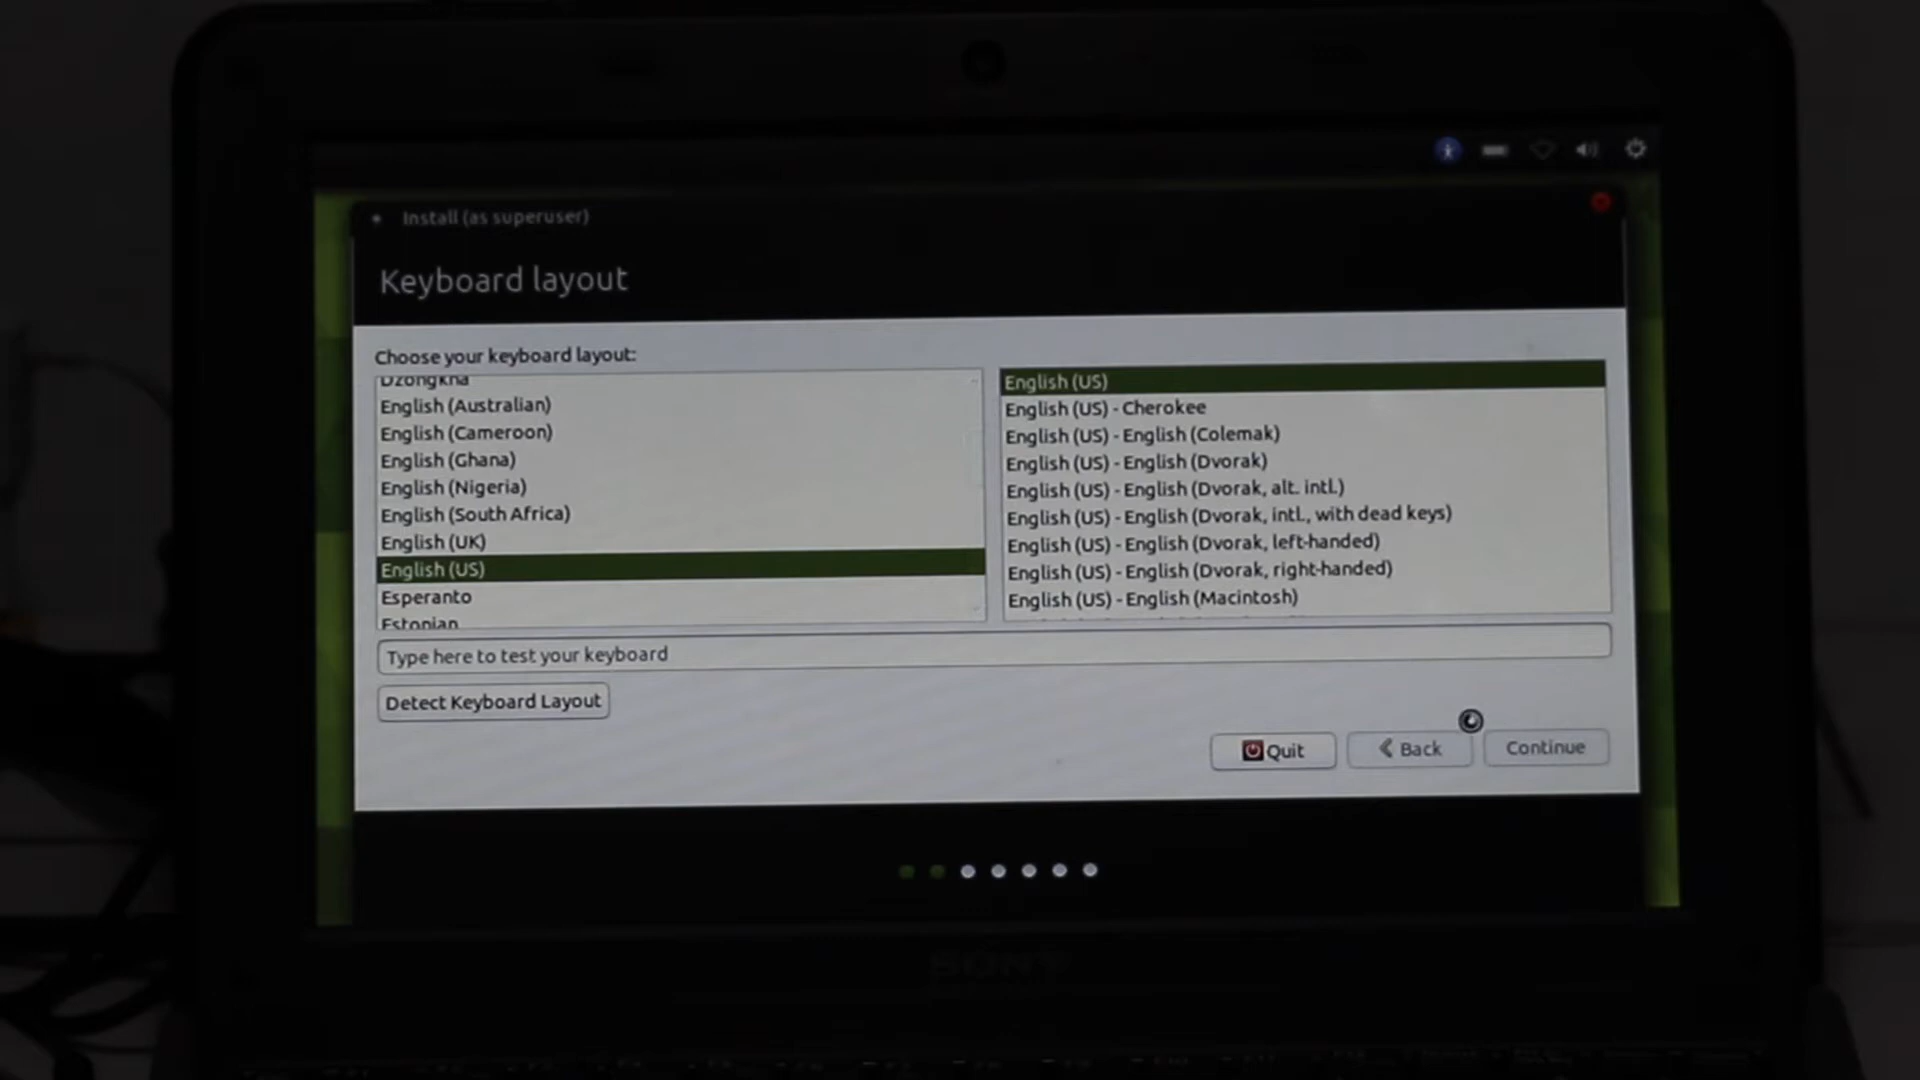 Install (as superuser)
Keyboard layout
Choose your keyboard layout:
Dzongkha
English (Australian)
English (Cameroon)
English (Ghana)
English (Nigeria)
English (South Africa)
English (UK)
English (US)
Esperanto
Estonian
English (US)
English (US) - Cherokee
English (US) - English (Colemak)
English (US) - English (Dvorak)
English (US) - English (Dvorak, alt. intl.)
English (US) - English (Dvorak, intl., with dead keys)
English (US) - English (Dvorak, left-handed)
English (US) - English (Dvorak, right-handed)
English (US) - English (Macintosh)
Type here to test your keyboard
Detect Keyboard Layout
Quit
Back
Continue
SONY